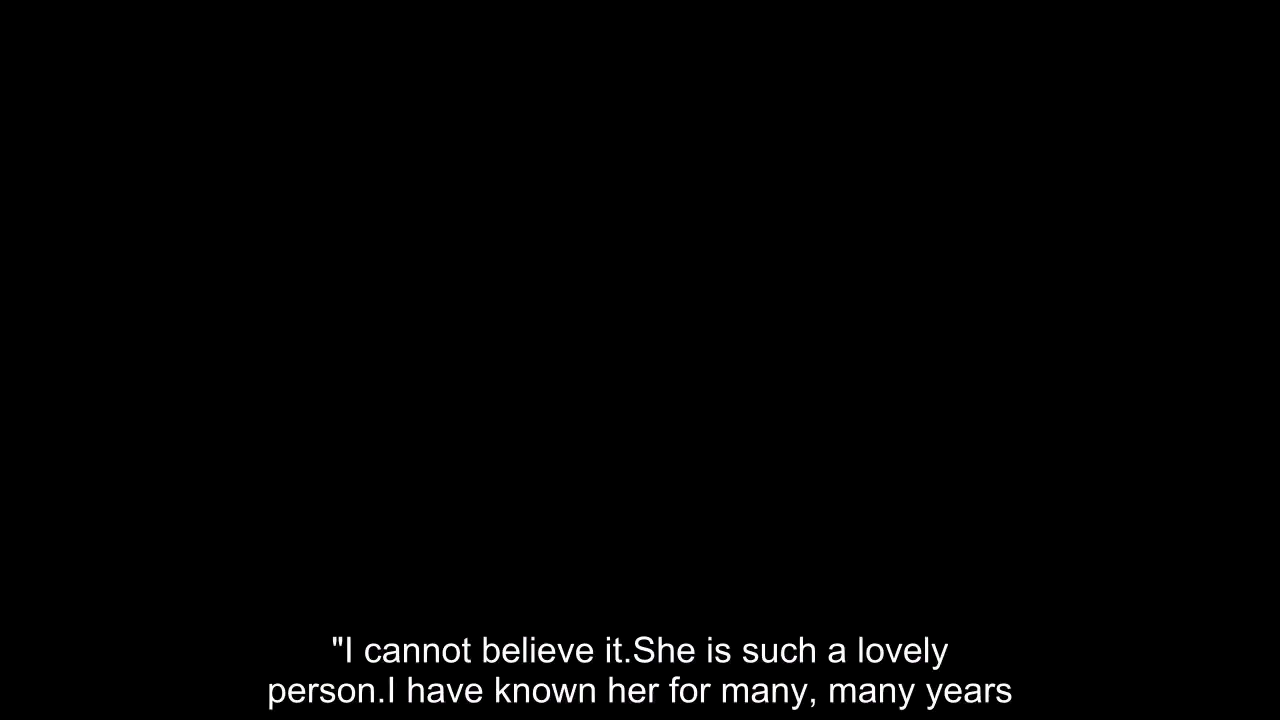 "I cannot believe it.She is such a lovely
person.I have known her for many, many years